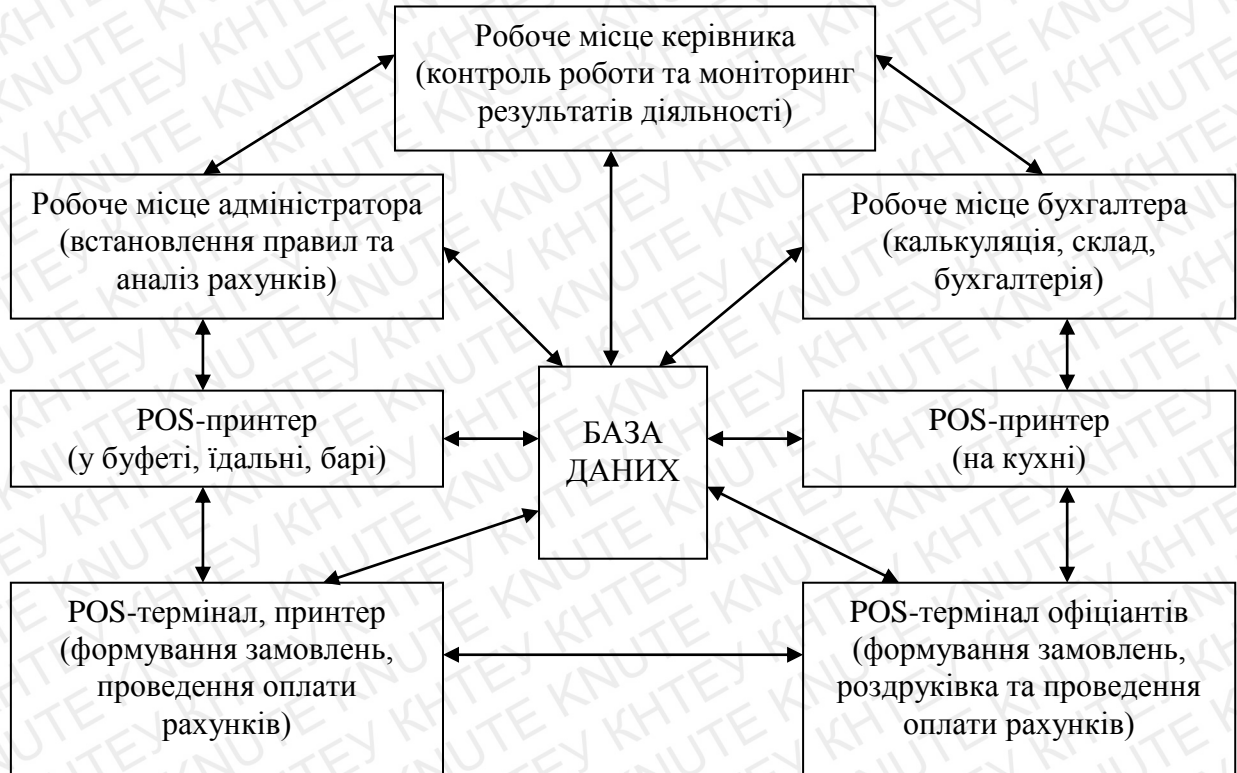 Робоче місце керівника
(контроль роботи та моніторинг
результатів діяльності)
Робоче місце адміністратора
(встановлення правил та
аналіз рахунків)
Робоче місце бухгалтера
(калькуляція, склад,
бухгалтерія)
POS-принтер
(у буфеті, їдальні, барі)
БАЗА
ДАНИХ
POS-принтер
(на кухні)
POS-термінал, принтер
(формування замовлень,
проведення оплати
рахунків)
POS-термінал офіціантів
(формування замовлень,
роздруківка та проведення
оплати рахунків)